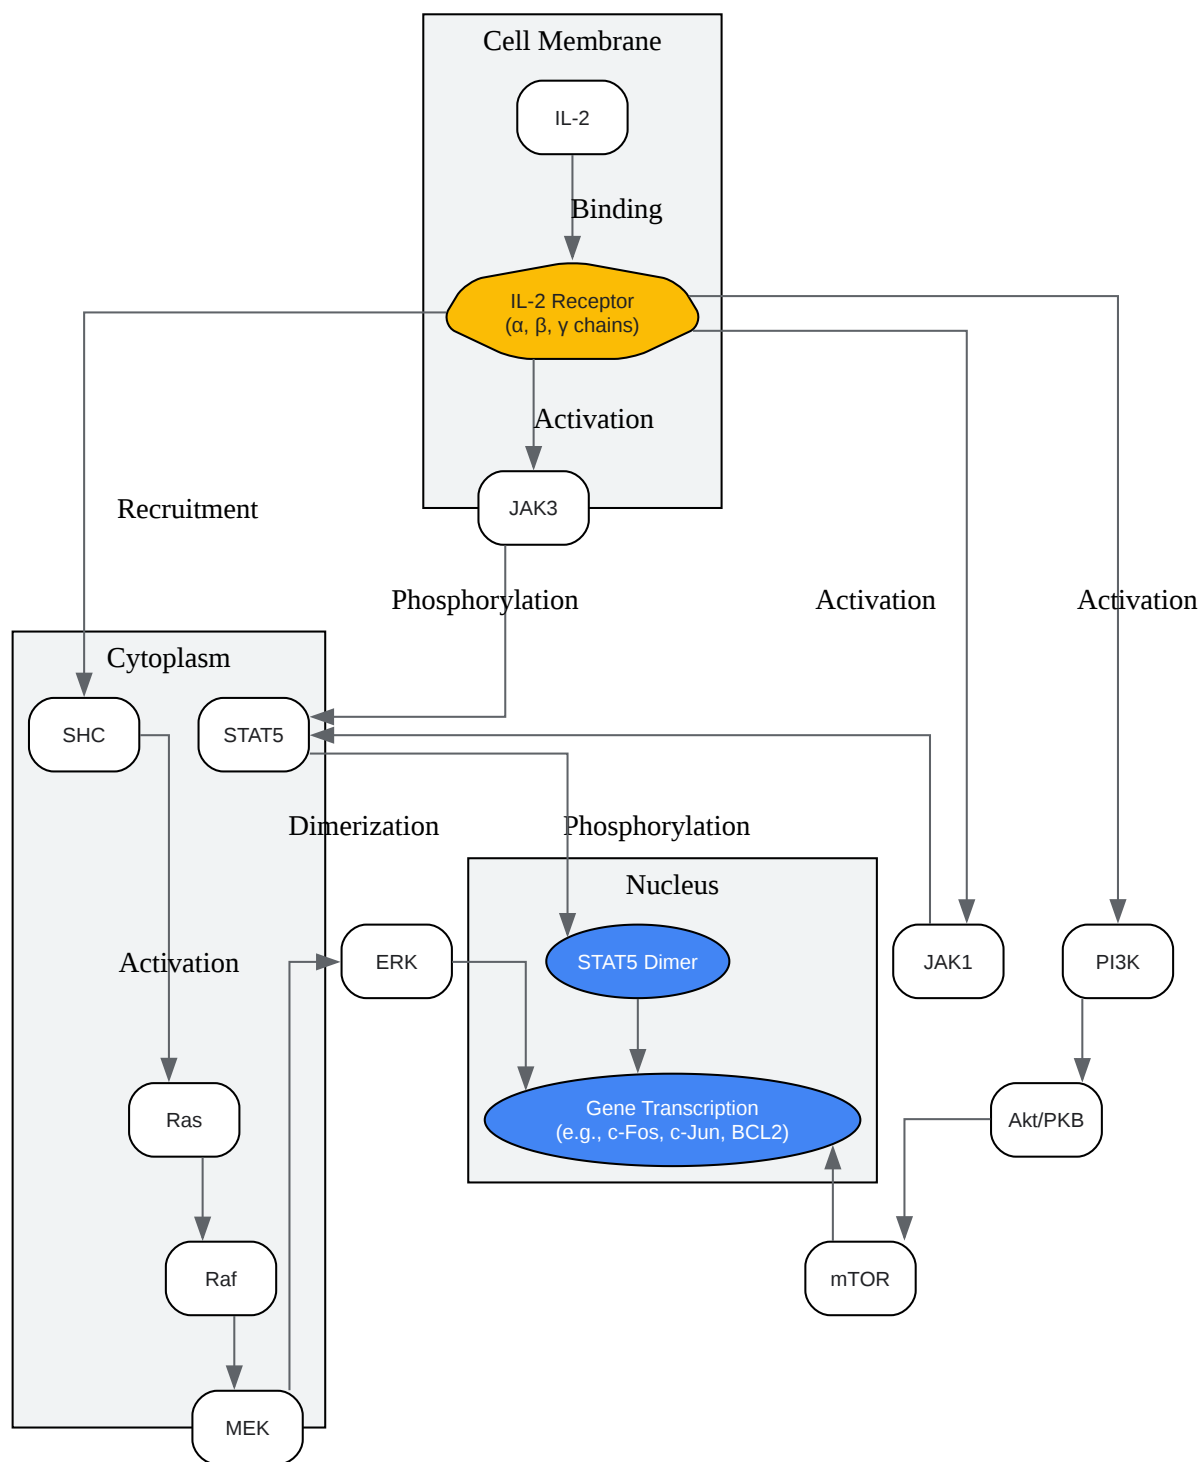 Cell Membrane
IL-2
Binding
IL-2 Receptor
(α, β, γ chains)
Activation
JAK3
Recruitment
Phosphorylation
Activation
Activation
Cytoplasm
SHC
STAT5
Dimerization
Phosphorylation
Nucleus
Activation
ERK
STAT5 Dimer
JAK1
PI3K
Ras
Gene Transcription
(e.g., c-Fos, c-Jun, BCL2)
Akt/PKB
Raf
mTOR
MEK